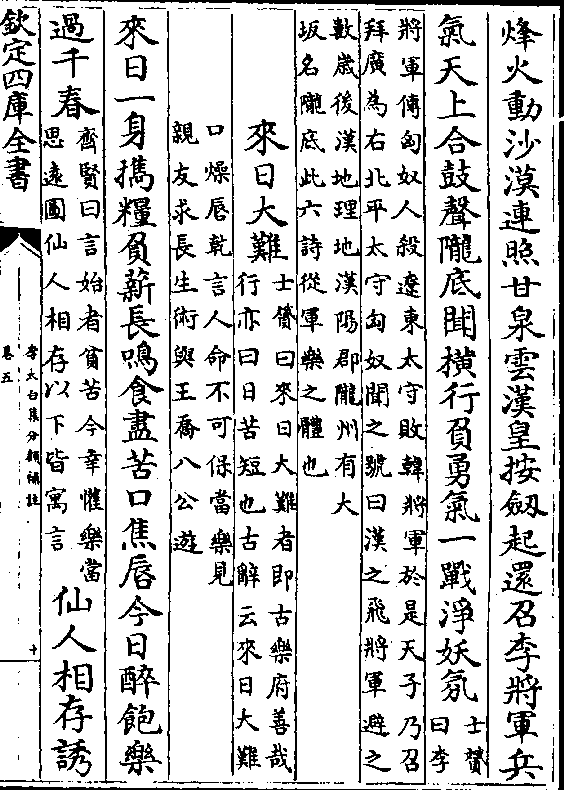 烽火動沙漠連照甘泉雲漢皇按劒起還召李將軍兵
氣天上合鼓聲隴底聞橫行負勇氣一戰淨妖氛士贇曰李
將軍傳匈奴人殺遼東太守敗韓將軍於是天子乃召
拜廣為右北平太守匈奴聞之號曰漢之飛將軍避之
數歲後漢地理地漢陽郡隴州有大
坂名隴底此六詩從軍樂之體也
來日大難士贇曰來日大難者即古樂府善哉
行亦曰日苦短也古辭云來日大難
口燥唇乾言人命不可保當樂見
親友求長生術與王喬八公遊
來日一身擕糧負薪長鳴食盡苦口焦唇今日醉飽樂
過千春齊賢曰言始者貧苦今幸懽樂當
思遠圖仙人相存以下皆寓言仙人相存誘
欽定四庫全書
李太白集分類補註
卷五
十